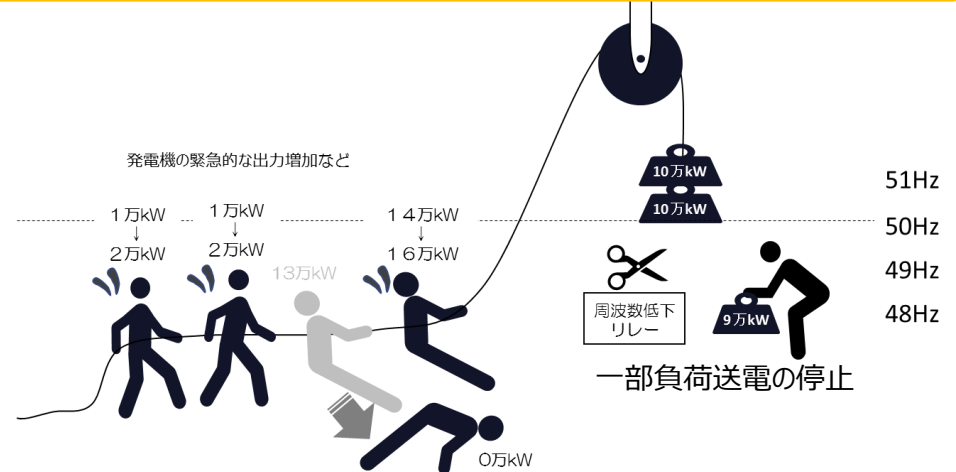 発電機の緊急的な出力増加など
1万kW
↓
2万kW
1万kW
↓
2万kW
13万kW
14万kW
↓
16万kW
0万kW
10万kW
10万kW
周波数低下
リレー
9万kW
一部負荷送電の停止
51Hz
50Hz
49Hz
48Hz